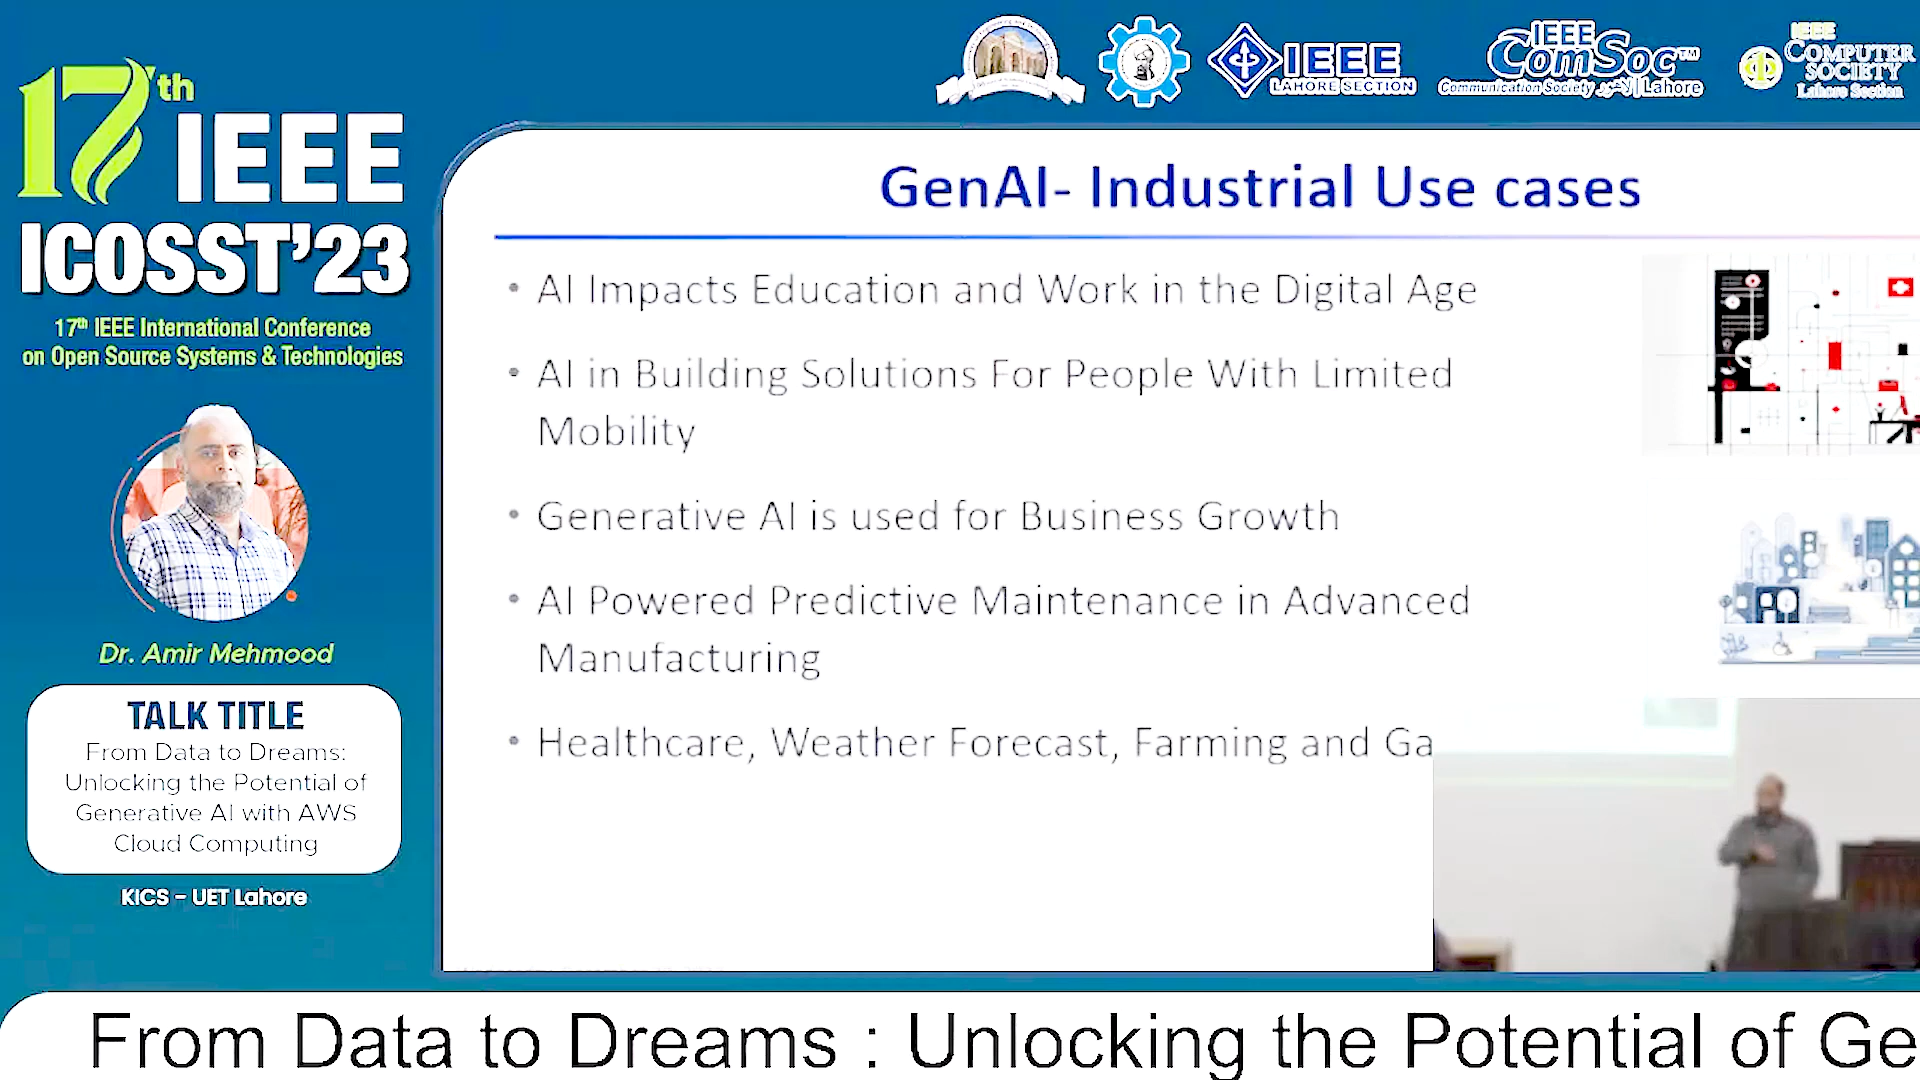 17th
IEEE
ICOSST'23
17th IEEE International Conference
on Open Source Systems & Technologies
Dr. Amir Mehmood
TALK TITLE
From Data to Dreams:
Unlocking the Potential of
Generative AI with AWS
Cloud Computing
KICS - UET Lahore
IEEE
LAHORE SECTION
IEEE
ComSoc™
Communication Society لاہور Lahore
IEEE
COMPUTER
SOCIETY
Lahore Section
GenAI- Industrial Use cases
• AI Impacts Education and Work in the Digital Age
• AI in Building Solutions For People With Limited
Mobility
• Generative AI is used for Business Growth
• AI Powered Predictive Maintenance in Advanced
Manufacturing
• Healthcare, Weather Forecast, Farming and Ga
From Data to Dreams : Unlocking the Potential of Ge